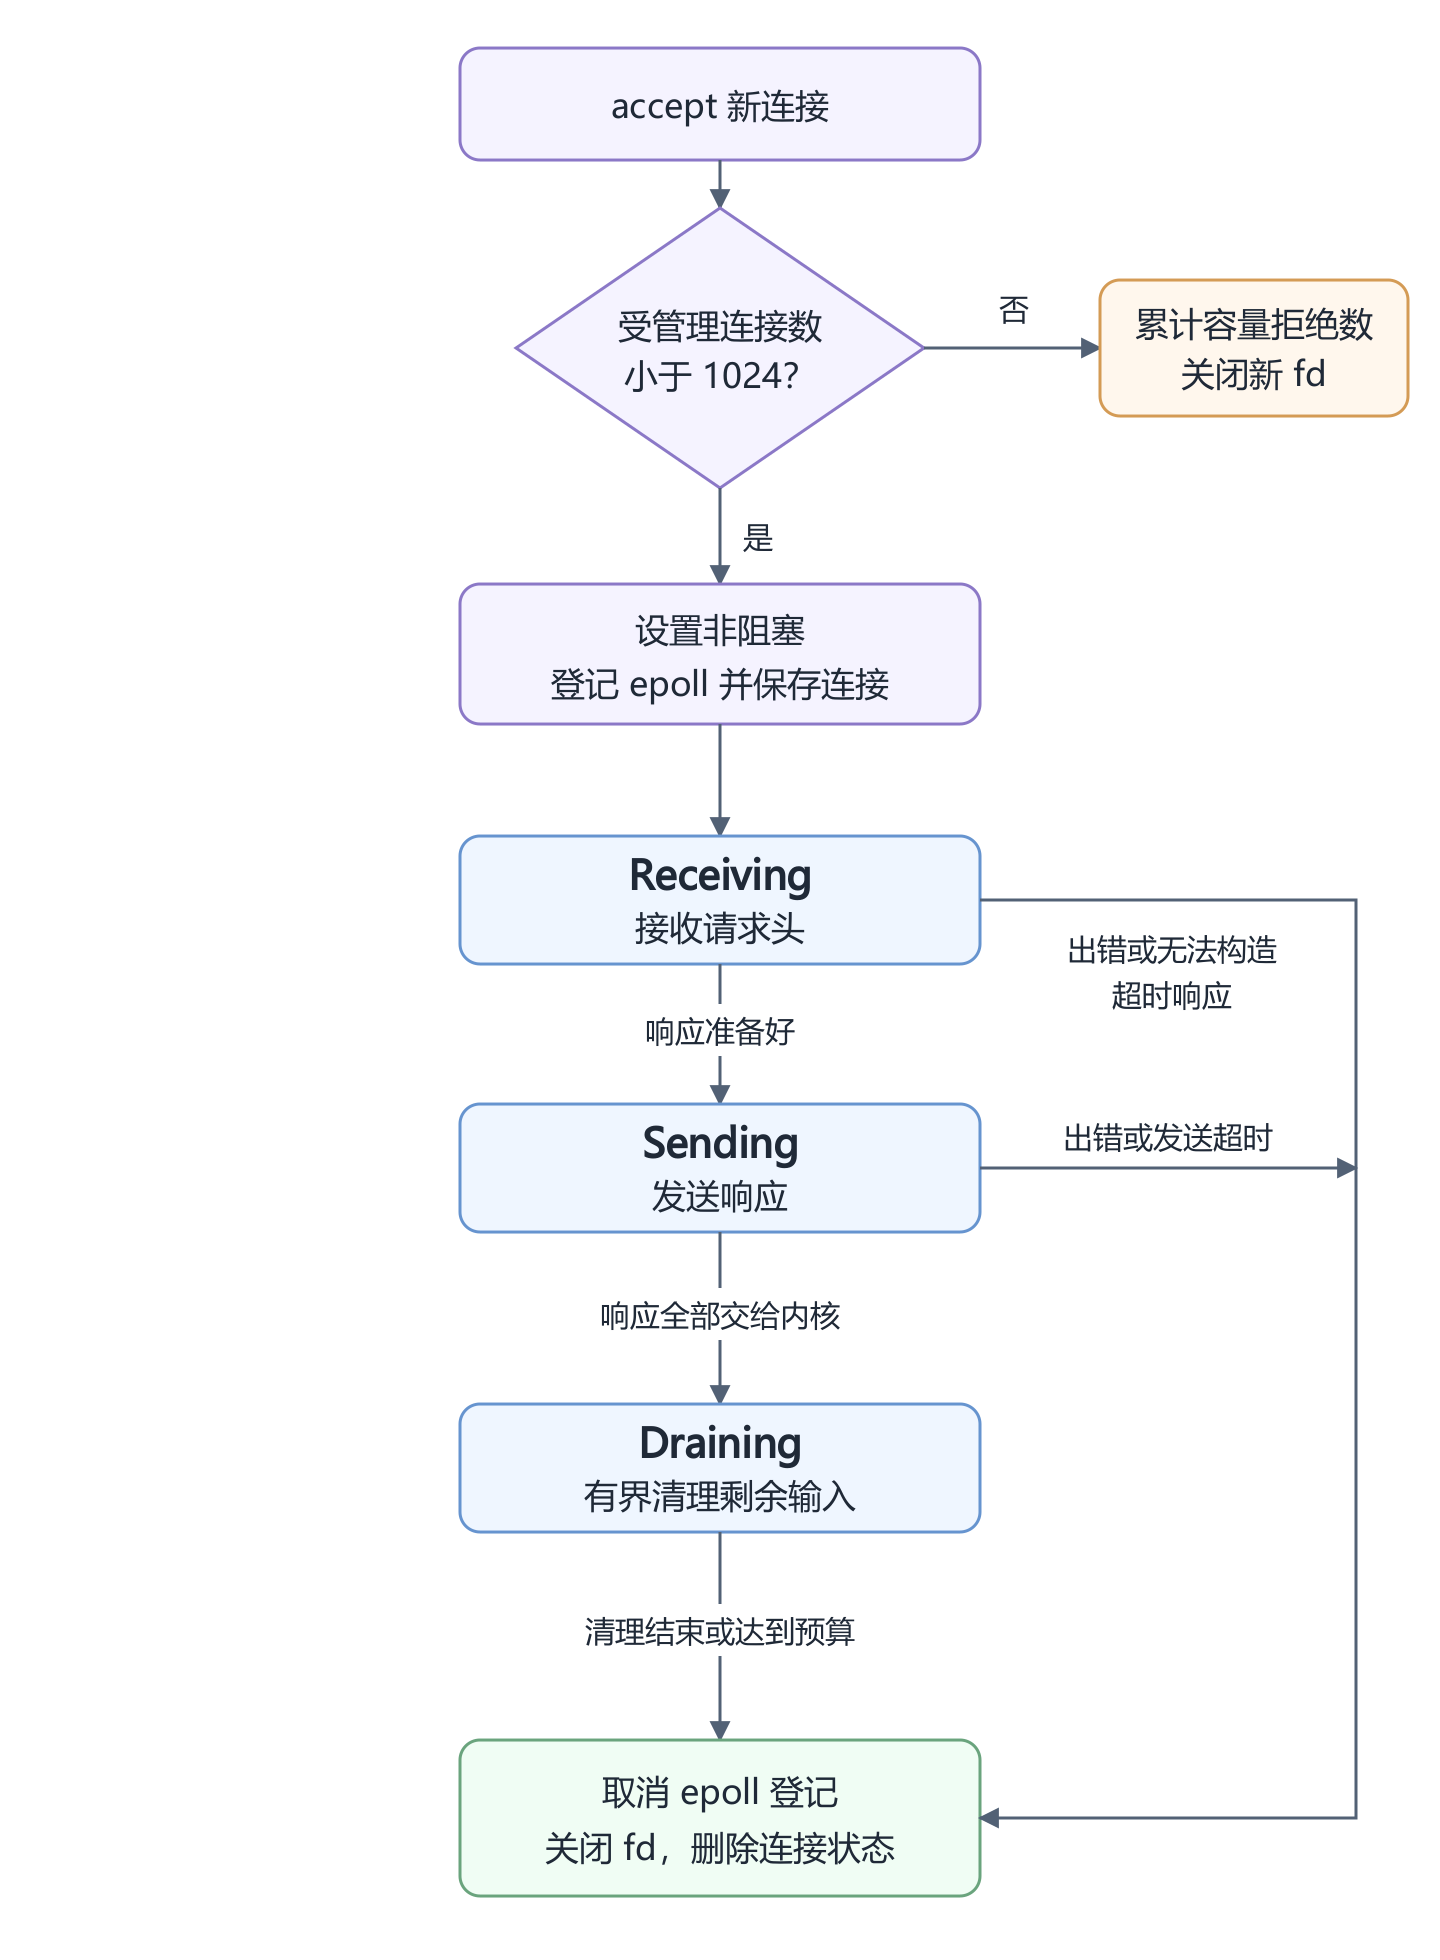 accept 新连接
受管理连接数
小于 1024？
否
累计容量拒绝数
关闭新 fd
是
设置非阻塞
登记 epoll 并保存连接
Receiving
接收请求头
出错或无法构造
超时响应
响应准备好
Sending
发送响应
出错或发送超时
响应全部交给内核
Draining
有界清理剩余输入
清理结束或达到预算
取消 epoll 登记
关闭 fd，删除连接状态